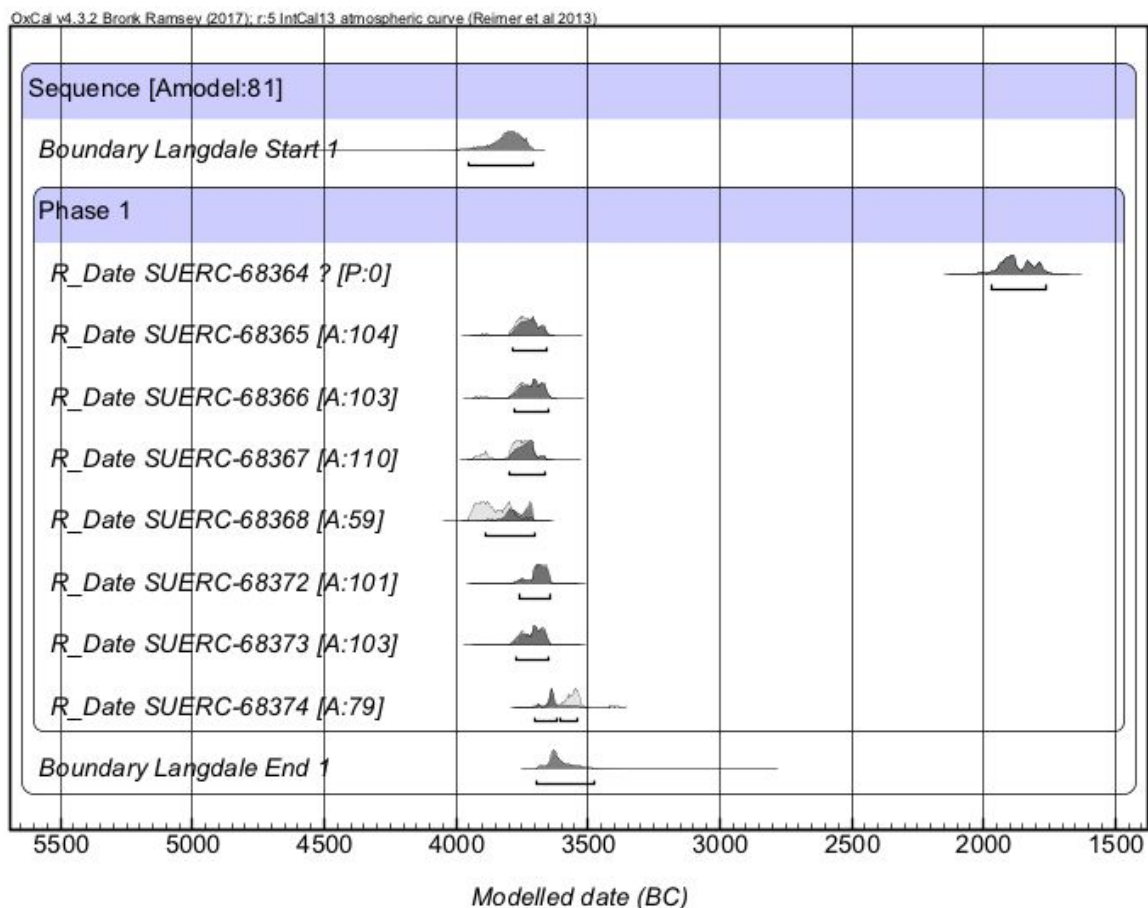 OxCal v4.3.2 Bronk Ramsey (2017); r:5 IntCal13 atmospheric curve (Reimer et al 2013)
Sequence [Amodel:81]
Boundary Langdale Start 1
Phase 1
R_Date SUERC-68364 ? [P:0]
R_Date SUERC-68365 [A:104]
R_Date SUERC-68366 [A:103]
R_Date SUERC-68367 [A:110]
R_Date SUERC-68368 [A:59]
R_Date SUERC-68372 [A:101]
R_Date SUERC-68373 [A:103]
R_Date SUERC-68374 [A:79]
Boundary Langdale End 1
5500 5000 4500 4000 3500 3000 2500 2000 1500
Modelled date (BC)